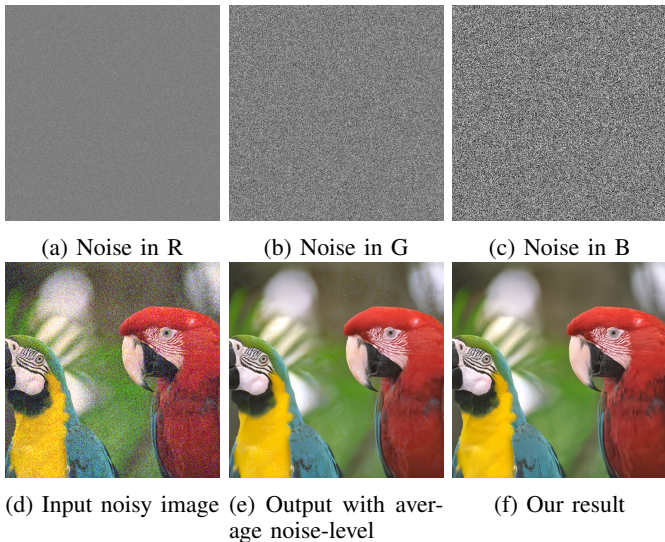 (a) Noise in R
(b) Noise in G
(c) Noise in B
(d) Input noisy image
(e) Output with aver-
age noise-level
(f) Our result